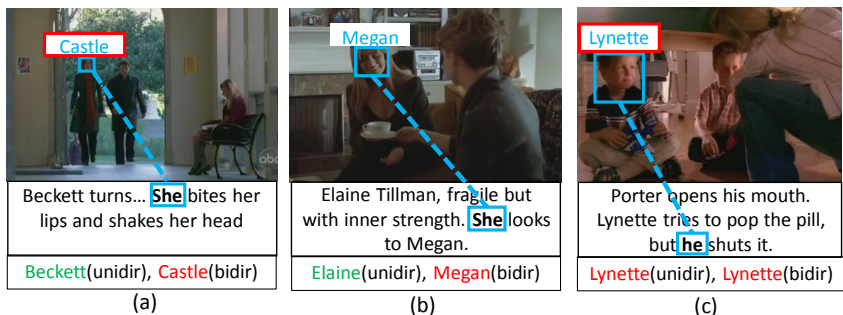 Castle
Megan
Lynette
abc
Beckett turns... She bites her
lips and shakes her head
Elaine Tillman, fragile but
with inner strength. She looks
to Megan.
Porter opens his mouth.
Lynette tries to pop the pill,
but he shuts it.
Beckett(unidir), Castle(bidir)
Elaine(unidir), Megan(bidir)
Lynette(unidir), Lynette(bidir)
(a)
(b)
(c)